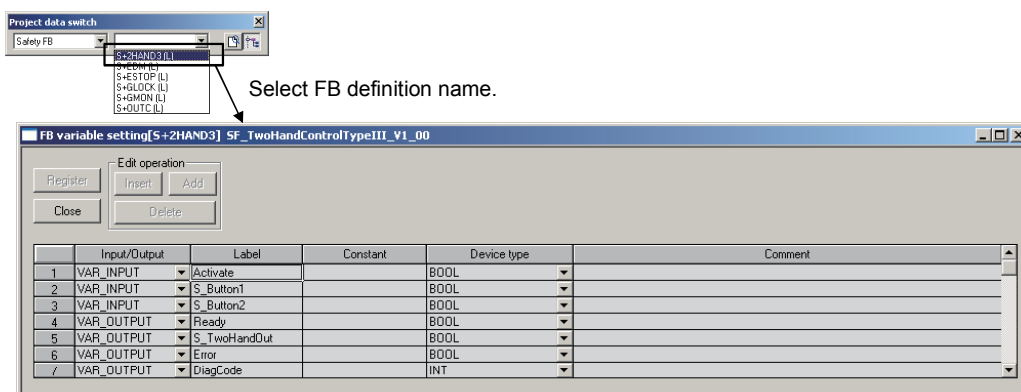 Project data switch
Safety FB
S+2HAND3 (L)
S+EDM (L)
S+ESTOP (L)
S+GLOCK (L)
S+GMON (L)
S+OUTC (L)
Select FB definition name.
FB variable setting[S+2HAND3] SF_TwoHandControlTypeIII_V1_00
Edit operation
Register Insert Add
Close Delete
Input/Output Label Constant Device type Comment
1 VAR_INPUT Activate BOOL
2 VAR_INPUT S_Button1 BOOL
3 VAR_INPUT S_Button2 BOOL
4 VAR_OUTPUT Ready BOOL
5 VAR_OUTPUT S_TwoHandOut BOOL
6 VAR_OUTPUT Error BOOL
7 VAR_OUTPUT DiagCode INT